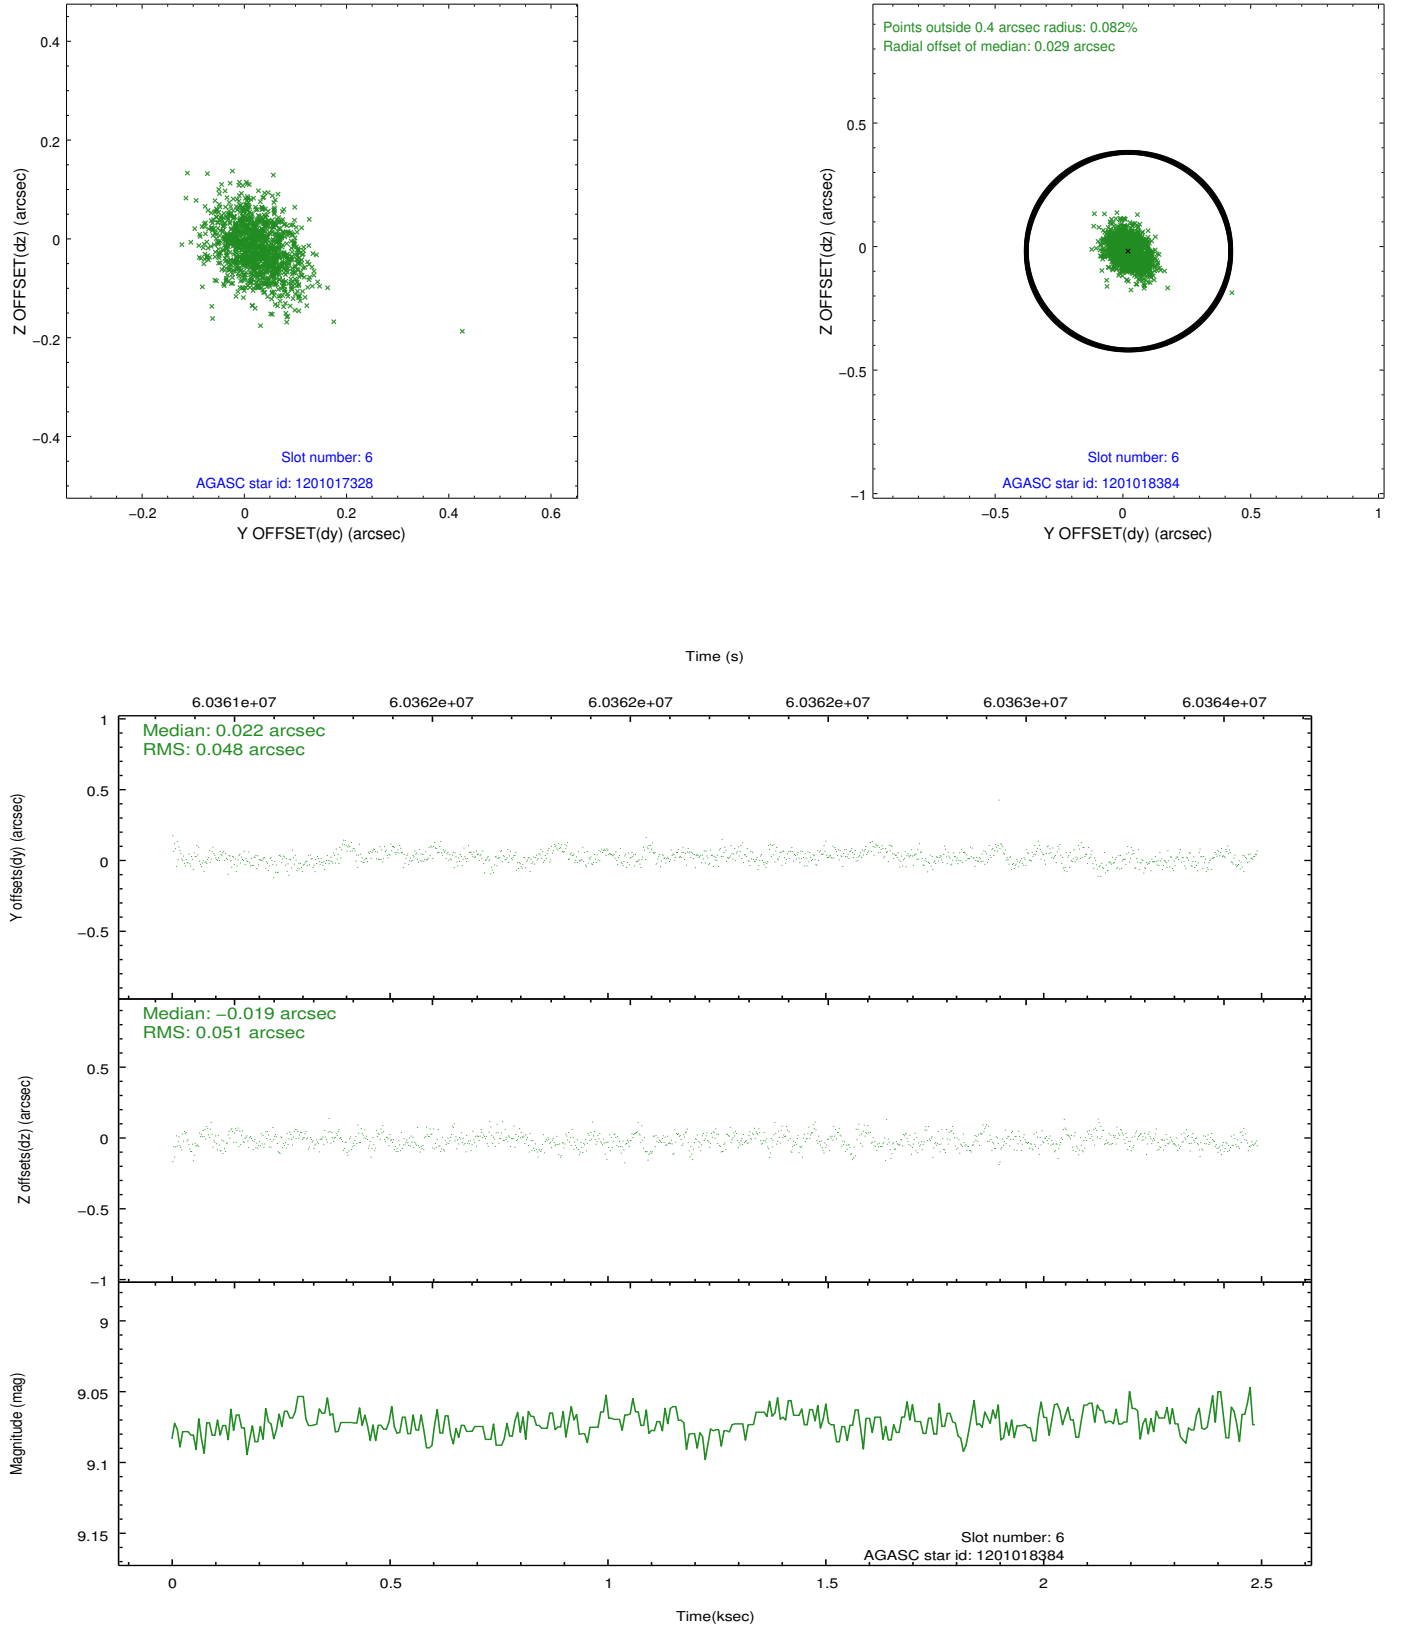 0.4
0.2
0
−0.2
−0.4
Z OFFSET(dz) (arcsec)
Slot number: 6
AGASC star id: 1201017328
−0.2 0 0.2 0.4 0.6
Y OFFSET(dy) (arcsec)
Points outside 0.4 arcsec radius: 0.082%
Radial offset of median: 0.029 arcsec
0.5
0
−0.5
−1
Z OFFSET(dz) (arcsec)
Slot number: 6
AGASC star id: 1201018384
−0.5 0 0.5 1
Y OFFSET(dy) (arcsec)
Time (s)
6.0361e+07 6.0362e+07 6.0362e+07 6.0362e+07 6.0363e+07 6.0364e+07
Median: 0.022 arcsec
RMS: 0.048 arcsec
1
0.5
0
−0.5
Y offsets(dy) (arcsec)
Median: −0.019 arcsec
RMS: 0.051 arcsec
0.5
0
−0.5
−1
Z offsets(dz) (arcsec)
9
9.05
9.1
9.15
Magnitude (mag)
Slot number: 6
AGASC star id: 1201018384
0 0.5 1 1.5 2 2.5
Time(ksec)